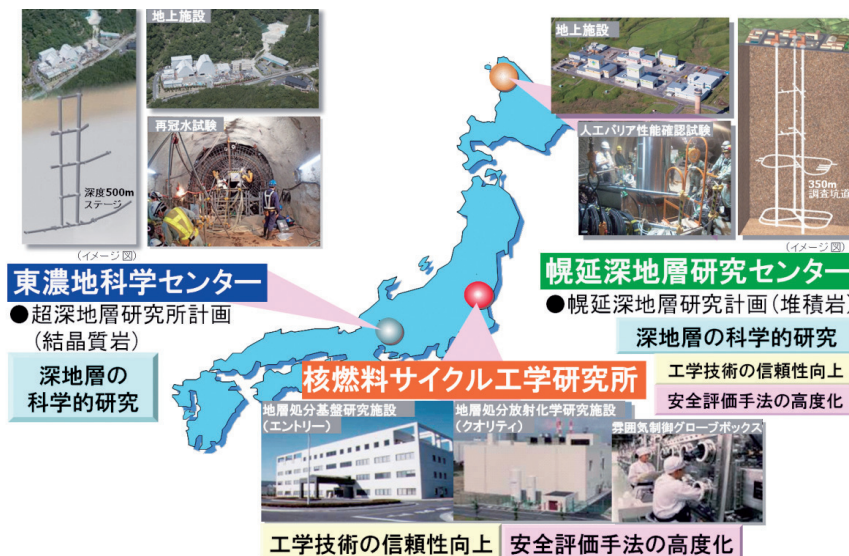 地上施設
再冠水試験
深度500m
ステージ
(イメージ図)
東濃地科学センター
●超深地層研究所計画
(結晶質岩)
深地層の
科学的研究
地上施設
人工バリア性能確認試験
350m
調査坑道
(イメージ図)
幌延深地層研究センター
●幌延深地層研究計画(堆積岩)
深地層の科学的研究
工学技術の信頼性向上
安全評価手法の高度化
核燃料サイクル工学研究所
地層処分基盤研究施設
(エントリー)
地層処分放射化学研究施設
(クオリティ)
雰囲気制御グローブボックス
工学技術の信頼性向上
安全評価手法の高度化